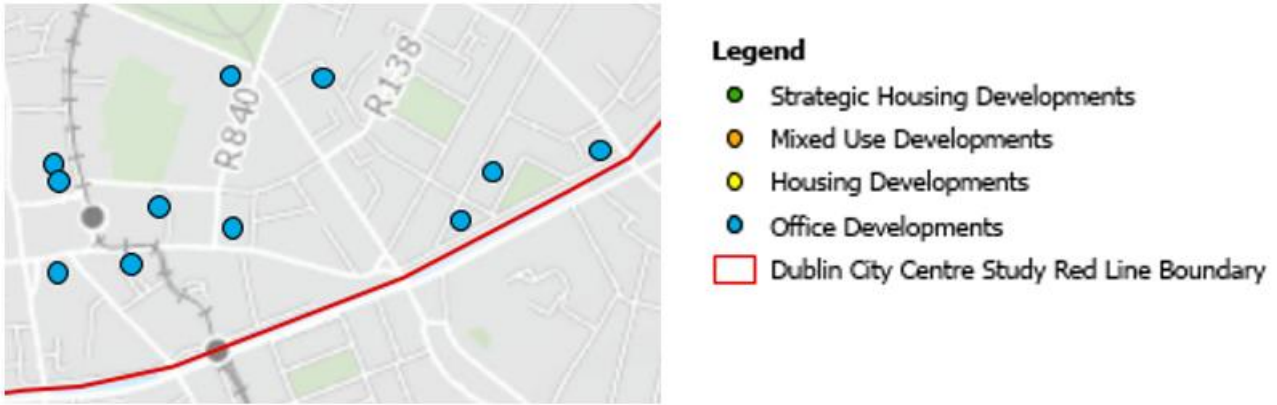 R138
R840
Legend
Strategic Housing Developments
Mixed Use Developments
Housing Developments
Office Developments
Dublin City Centre Study Red Line Boundary